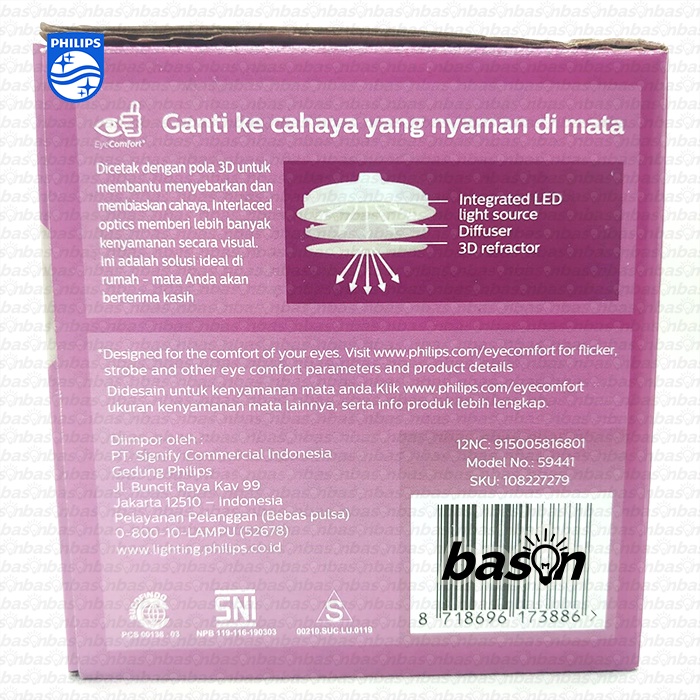 PHILIPS
EyeComfort*
Ganti ke cahaya yang nyaman di mata
Dicetak dengan pola 3D untuk
membantu menyebarkan dan
membiaskan cahaya, Interlaced
optics memberi lebih banyak
kenyamanan secara visual.
Ini adalah solusi ideal di
rumah - mata Anda akan
berterima kasih
Integrated LED
light source
Diffuser
3D refractor
*Designed for the comfort of your eyes. Visit www.philips.com/eyecomfort for flicker,
strobe and other eye comfort parameters and product details
Didesain untuk kenyamanan mata anda.Klik www.philips.com/eyecomfort
ukuran kenyamanan mata lainnya, serta info produk lebih lengkap.
Diimpor oleh :
PT. Signify Commercial Indonesia
Gedung Philips
Jl. Buncit Raya Kav 99
Jakarta 12510 – Indonesia
Pelayanan Pelanggan (Bebas pulsa)
0-800-10-LAMPU (52678)
www.lighting.philips.co.id
12NC: 915005816801
Model No.: 59441
SKU: 108227279
bason
8 718696 173886 >
SUCOFINDO
PCS 00138 - 03
SNI
NPB 119-116-190303
S
00210.SUC.LU.0119